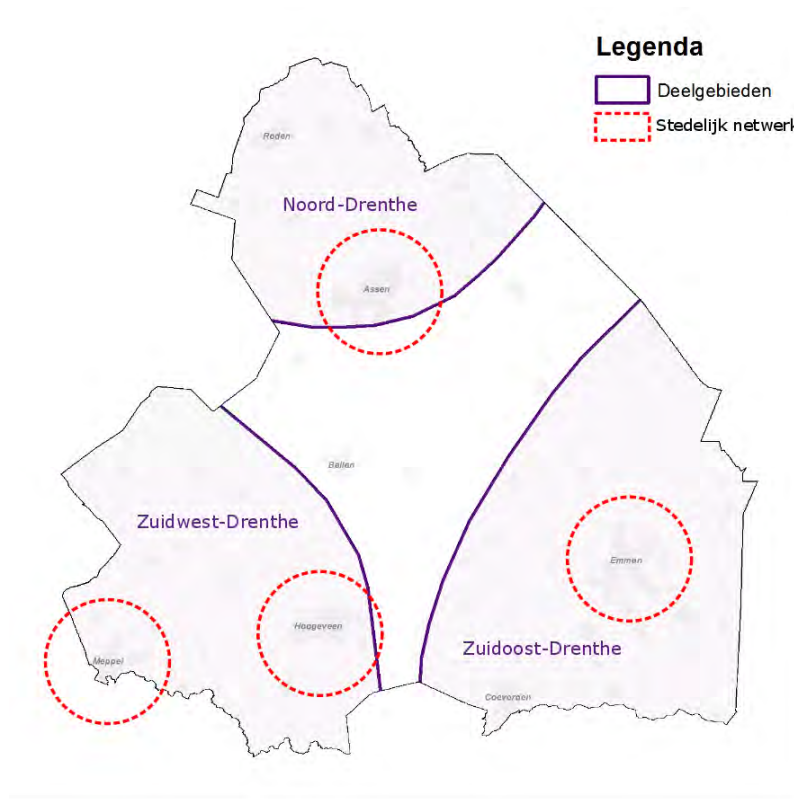 Legenda
Deelgebieden
Stedelijk netwerk
Roden
Noord-Drenthe
Assen
Beilen
Zuidwest-Drenthe
Emmen
Hoogeveen
Zuidoost-Drenthe
Meppel
Coevorden